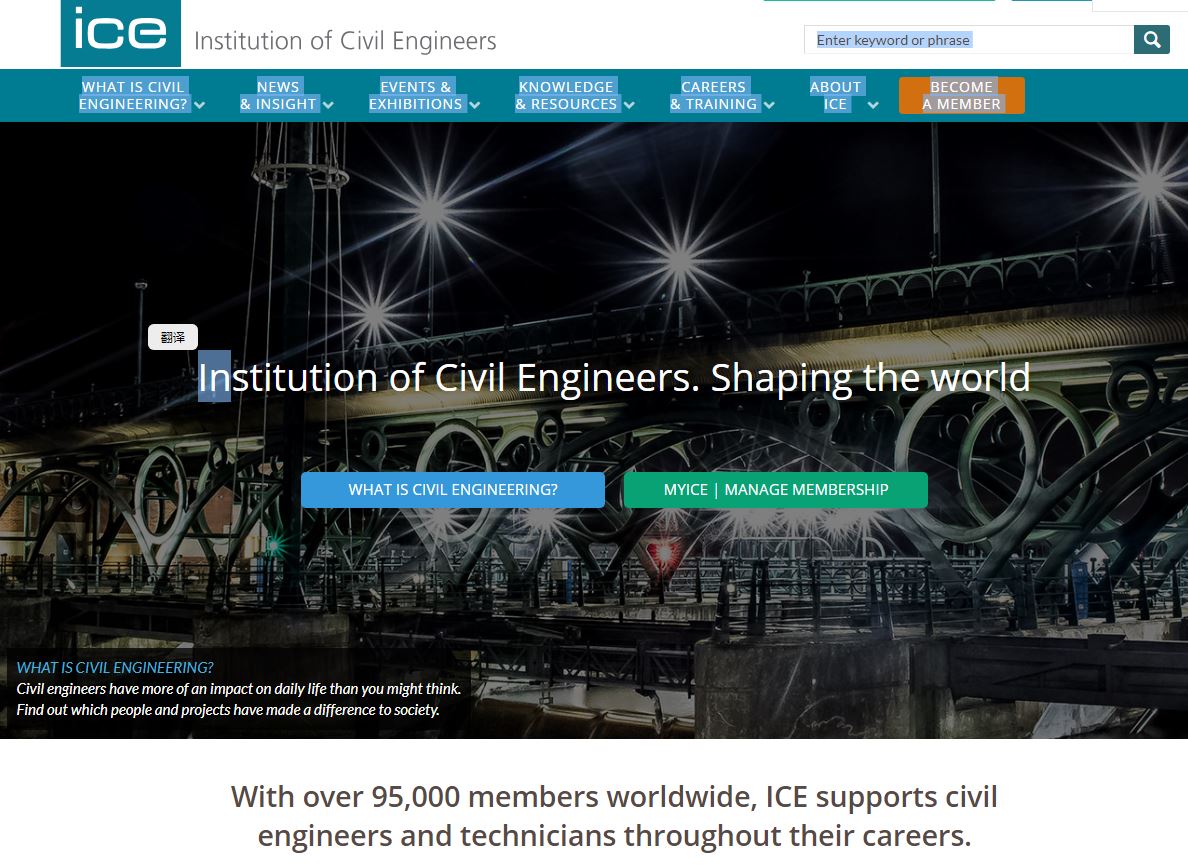 ice
Institution of Civil Engineers
Enter keyword or phrase
WHAT IS CIVIL
ENGINEERING?
NEWS
& INSIGHT
EVENTS &
EXHIBITIONS
KNOWLEDGE
& RESOURCES
CAREERS
& TRAINING
ABOUT
ICE
BECOME
A MEMBER
翻译
Institution of Civil Engineers. Shaping the world
WHAT IS CIVIL ENGINEERING?
MYICE | MANAGE MEMBERSHIP
WHAT IS CIVIL ENGINEERING?
Civil engineers have more of an impact on daily life than you might think.
Find out which people and projects have made a difference to society.
With over 95,000 members worldwide, ICE supports civil
engineers and technicians throughout their careers.